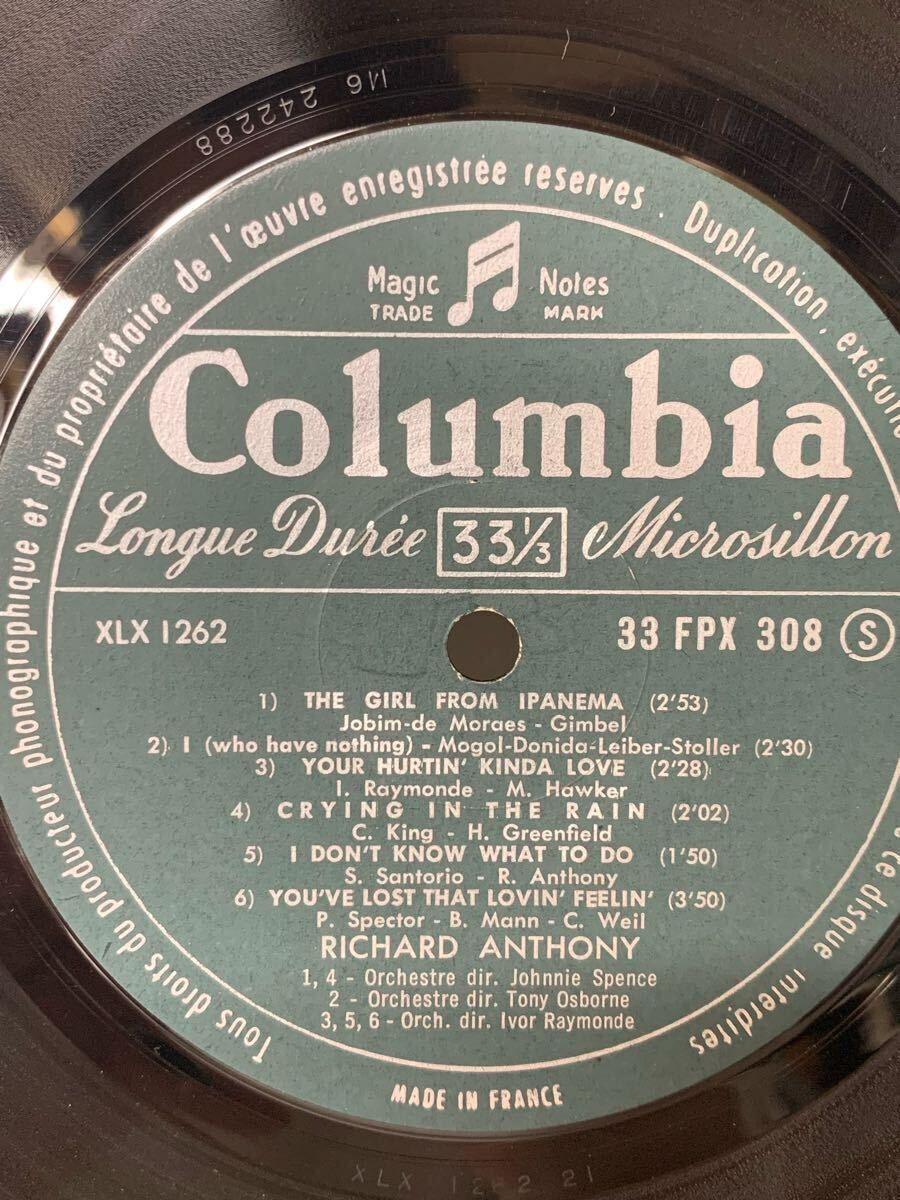 M6 242288
Tous droits du producteur phonographique et du propriétaire de l'œuvre enregistrée reserves. Duplication, exécution
ce disque interdites
Magic Notes
TRADE MARK
Columbia
Longue Durée 33⅓ Microsillon
XLX 1262 33 FPX 308 S
1) THE GIRL FROM IPANEMA (2'53)
Jobim-de Moraes - Gimbel
2) I (who have nothing) - Mogol-Donida-Leiber-Stoller (2'30)
3) YOUR HURTIN' KINDA LOVE (2'28)
I. Raymonde - M. Hawker
4) CRYING IN THE RAIN (2'02)
C. King - H. Greenfield
5) I DON'T KNOW WHAT TO DO (1'50)
S. Santorio - R. Anthony
6) YOU'VE LOST THAT LOVIN' FEELIN' (3'50)
P. Spector - B. Mann - C. Weil
RICHARD ANTHONY
1, 4 - Orchestre dir. Johnnie Spence
2 - Orchestre dir. Tony Osborne
3, 5, 6 - Orch. dir. Ivor Raymonde
MADE IN FRANCE
XLX 1262 21